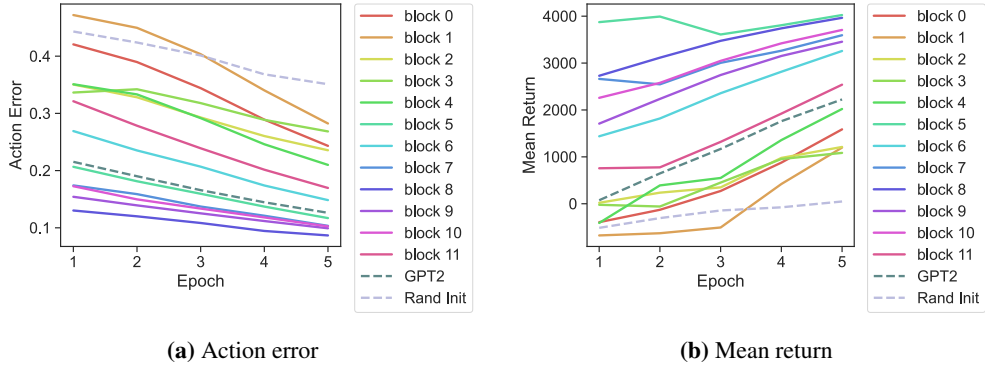 0.4
0.3
0.2
0.1
Action Error
1 2 3 4 5
Epoch
block 0
block 1
block 2
block 3
block 4
block 5
block 6
block 7
block 8
block 9
block 10
block 11
GPT2
Rand Init
(a) Action error
4000
3000
2000
1000
0
Mean Return
1 2 3 4 5
Epoch
block 0
block 1
block 2
block 3
block 4
block 5
block 6
block 7
block 8
block 9
block 10
block 11
GPT2
Rand Init
(b) Mean return